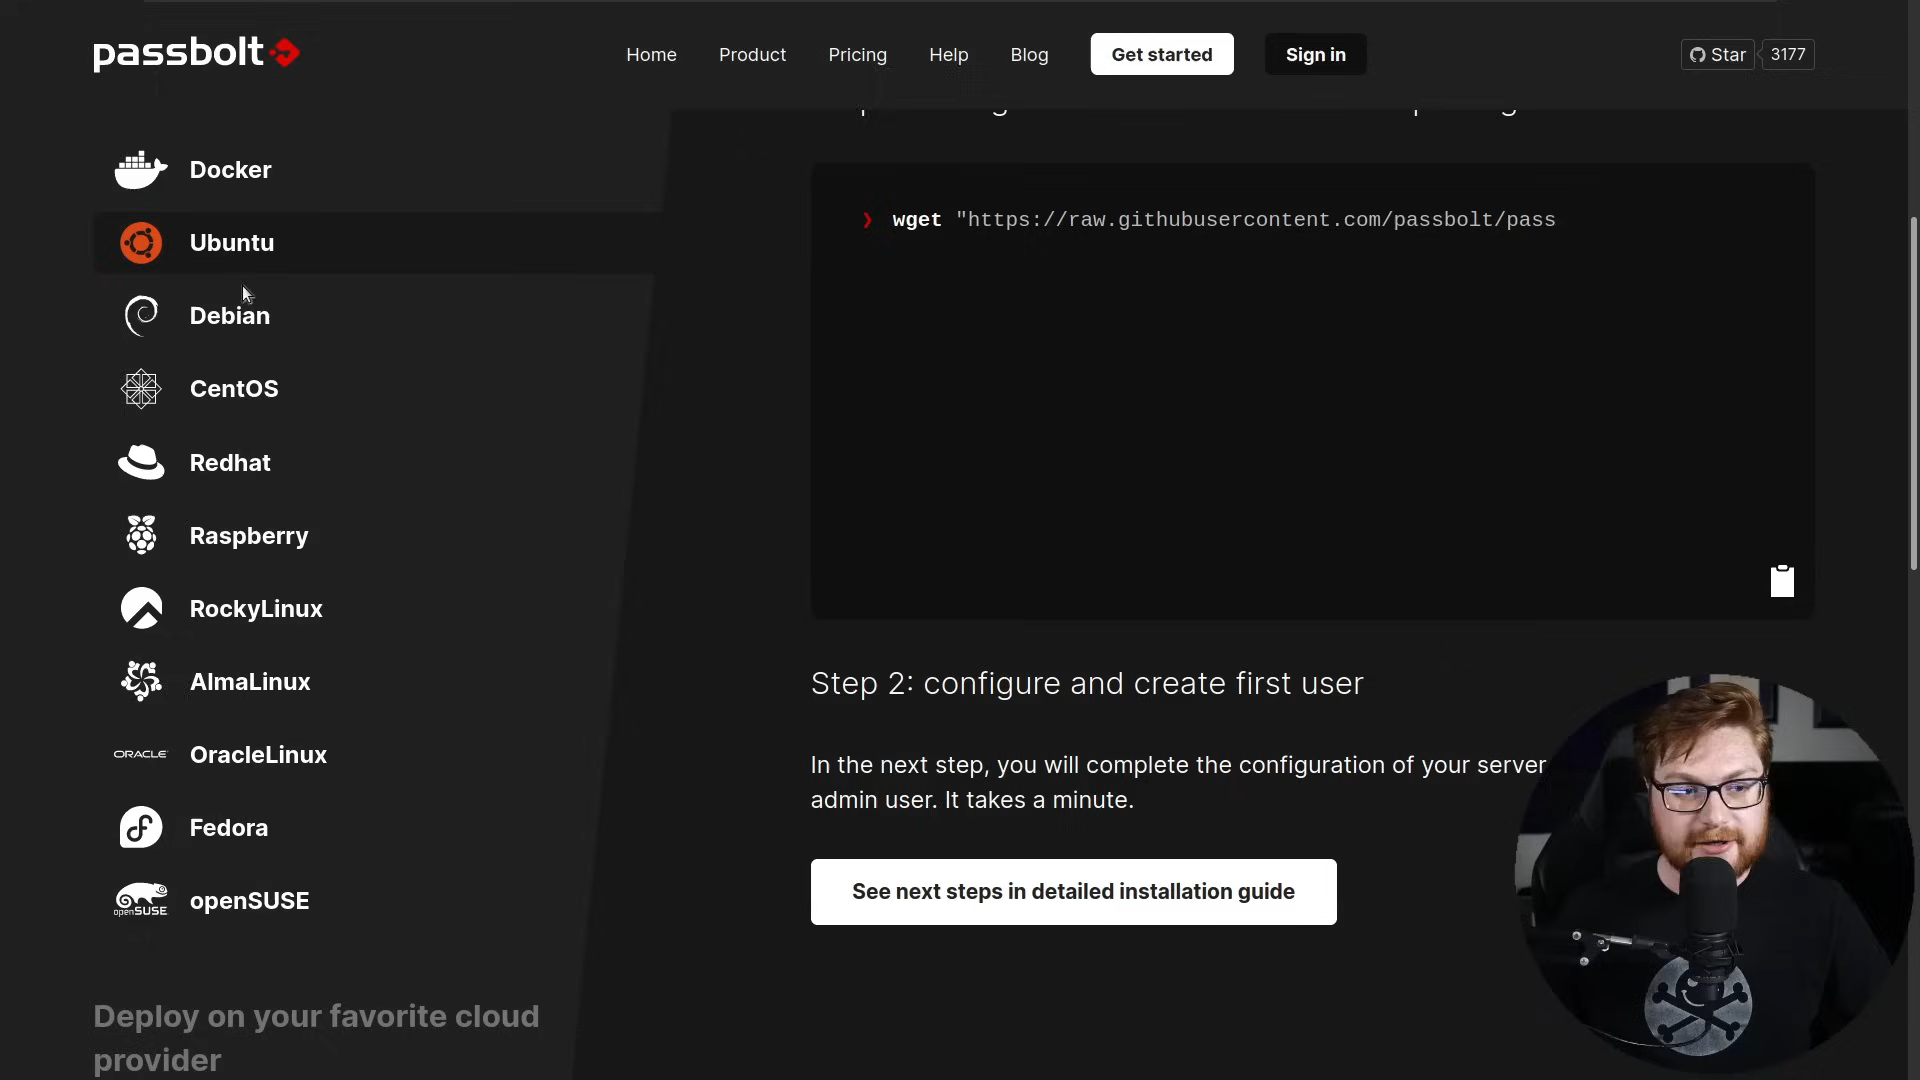 passbolt
Home
Product
Pricing
Help
Blog
Get started
Sign in
Star
3177
Docker
Ubuntu
Debian
CentOS
Redhat
Raspberry
RockyLinux
AlmaLinux
ORACLE
OracleLinux
Fedora
openSUSE
openSUSE
Deploy on your favorite cloud
provider
❯ wget "https://raw.githubusercontent.com/passbolt/pass
Step 2: configure and create first user
In the next step, you will complete the configuration of your server
admin user. It takes a minute.
See next steps in detailed installation guide